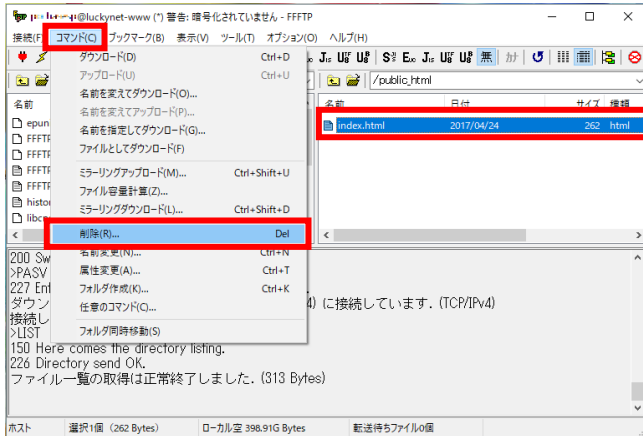 @luckynet-www (*) 警告: 暗号化されていません - FFFTP
接続(F) コマンド(C) ブックマーク(B) 表示(V) ツール(T) オプション(O) ヘルプ(H)
ダウンロード(D) Ctrl+D
アップロード(U) Ctrl+U
名前を変えてダウンロード(O)...
名前を変えてアップロード(P)...
名前を指定してダウンロード(G)...
ファイルとしてダウンロード(F)
ミラーリングアップロード(M)... Ctrl+Shift+U
ファイル容量計算(Z)...
ミラーリングダウンロード(L)... Ctrl+Shift+D
削除(R)... Del
名前変更(N)... Ctrl+N
属性変更(A)... Ctrl+T
フォルダ作成(K)... Ctrl+K
任意のコマンド(C)...
フォルダ同時移動(S)
/public_html
名前
epun
FFFTP
FFFTP
FFFTP
FFFTP
histo
libc
名前 日付 サイズ 種類
index.html 2017/04/24 262 html
200 Sw
>PASV
227 Ent
ダウン 4) に接続しています. (TCP/IPv4)
接続し
>LIST
150 Here comes the directory listing.
226 Directory send OK.
ファイル一覧の取得は正常終了しました. (313 Bytes)
ホスト 選択1個 (262 Bytes) ローカル空 398.91G Bytes 転送待ちファイル0個